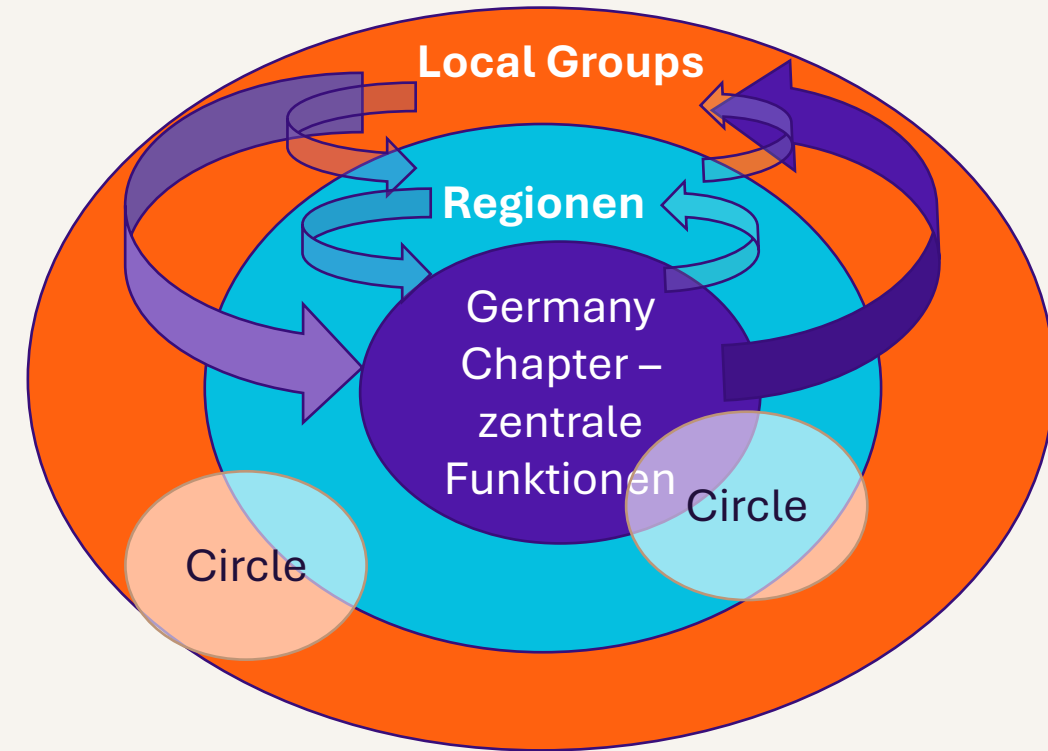 Local Groups
Regionen
Germany
Chapter –
zentrale
Funktionen
Circle
Circle